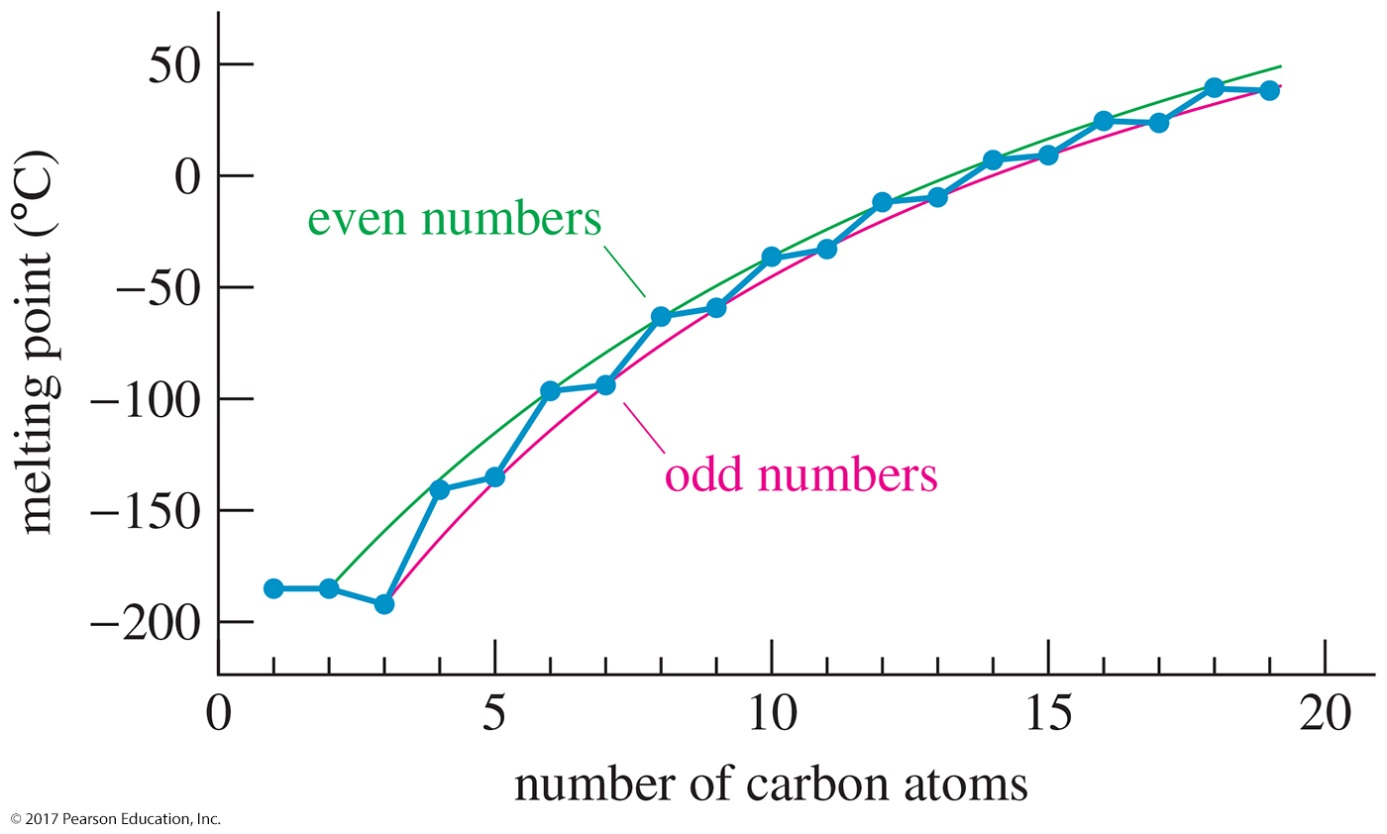 50
0
−50
−100
−150
−200
melting point (°C)
even numbers
odd numbers
0 5 10 15 20
number of carbon atoms
© 2017 Pearson Education, Inc.